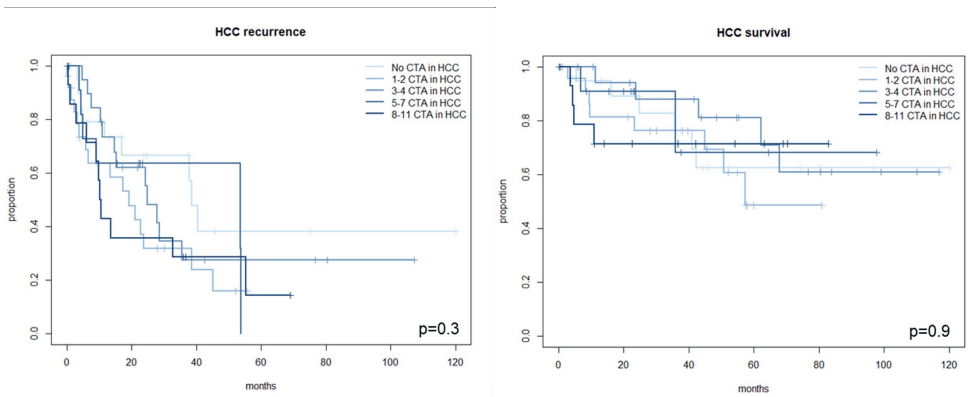 HCC recurrence
1.0
0.8
0.6
0.4
0.2
0.0
proportion
No CTA in HCC
1-2 CTA in HCC
3-4 CTA in HCC
5-7 CTA in HCC
8-11 CTA in HCC
p=0.3
0 20 40 60 80 100 120
months
HCC survival
1.0
0.8
0.6
0.4
0.2
0.0
proportion
No CTA in HCC
1-2 CTA in HCC
3-4 CTA in HCC
5-7 CTA in HCC
8-11 CTA in HCC
p=0.9
0 20 40 60 80 100 120
months